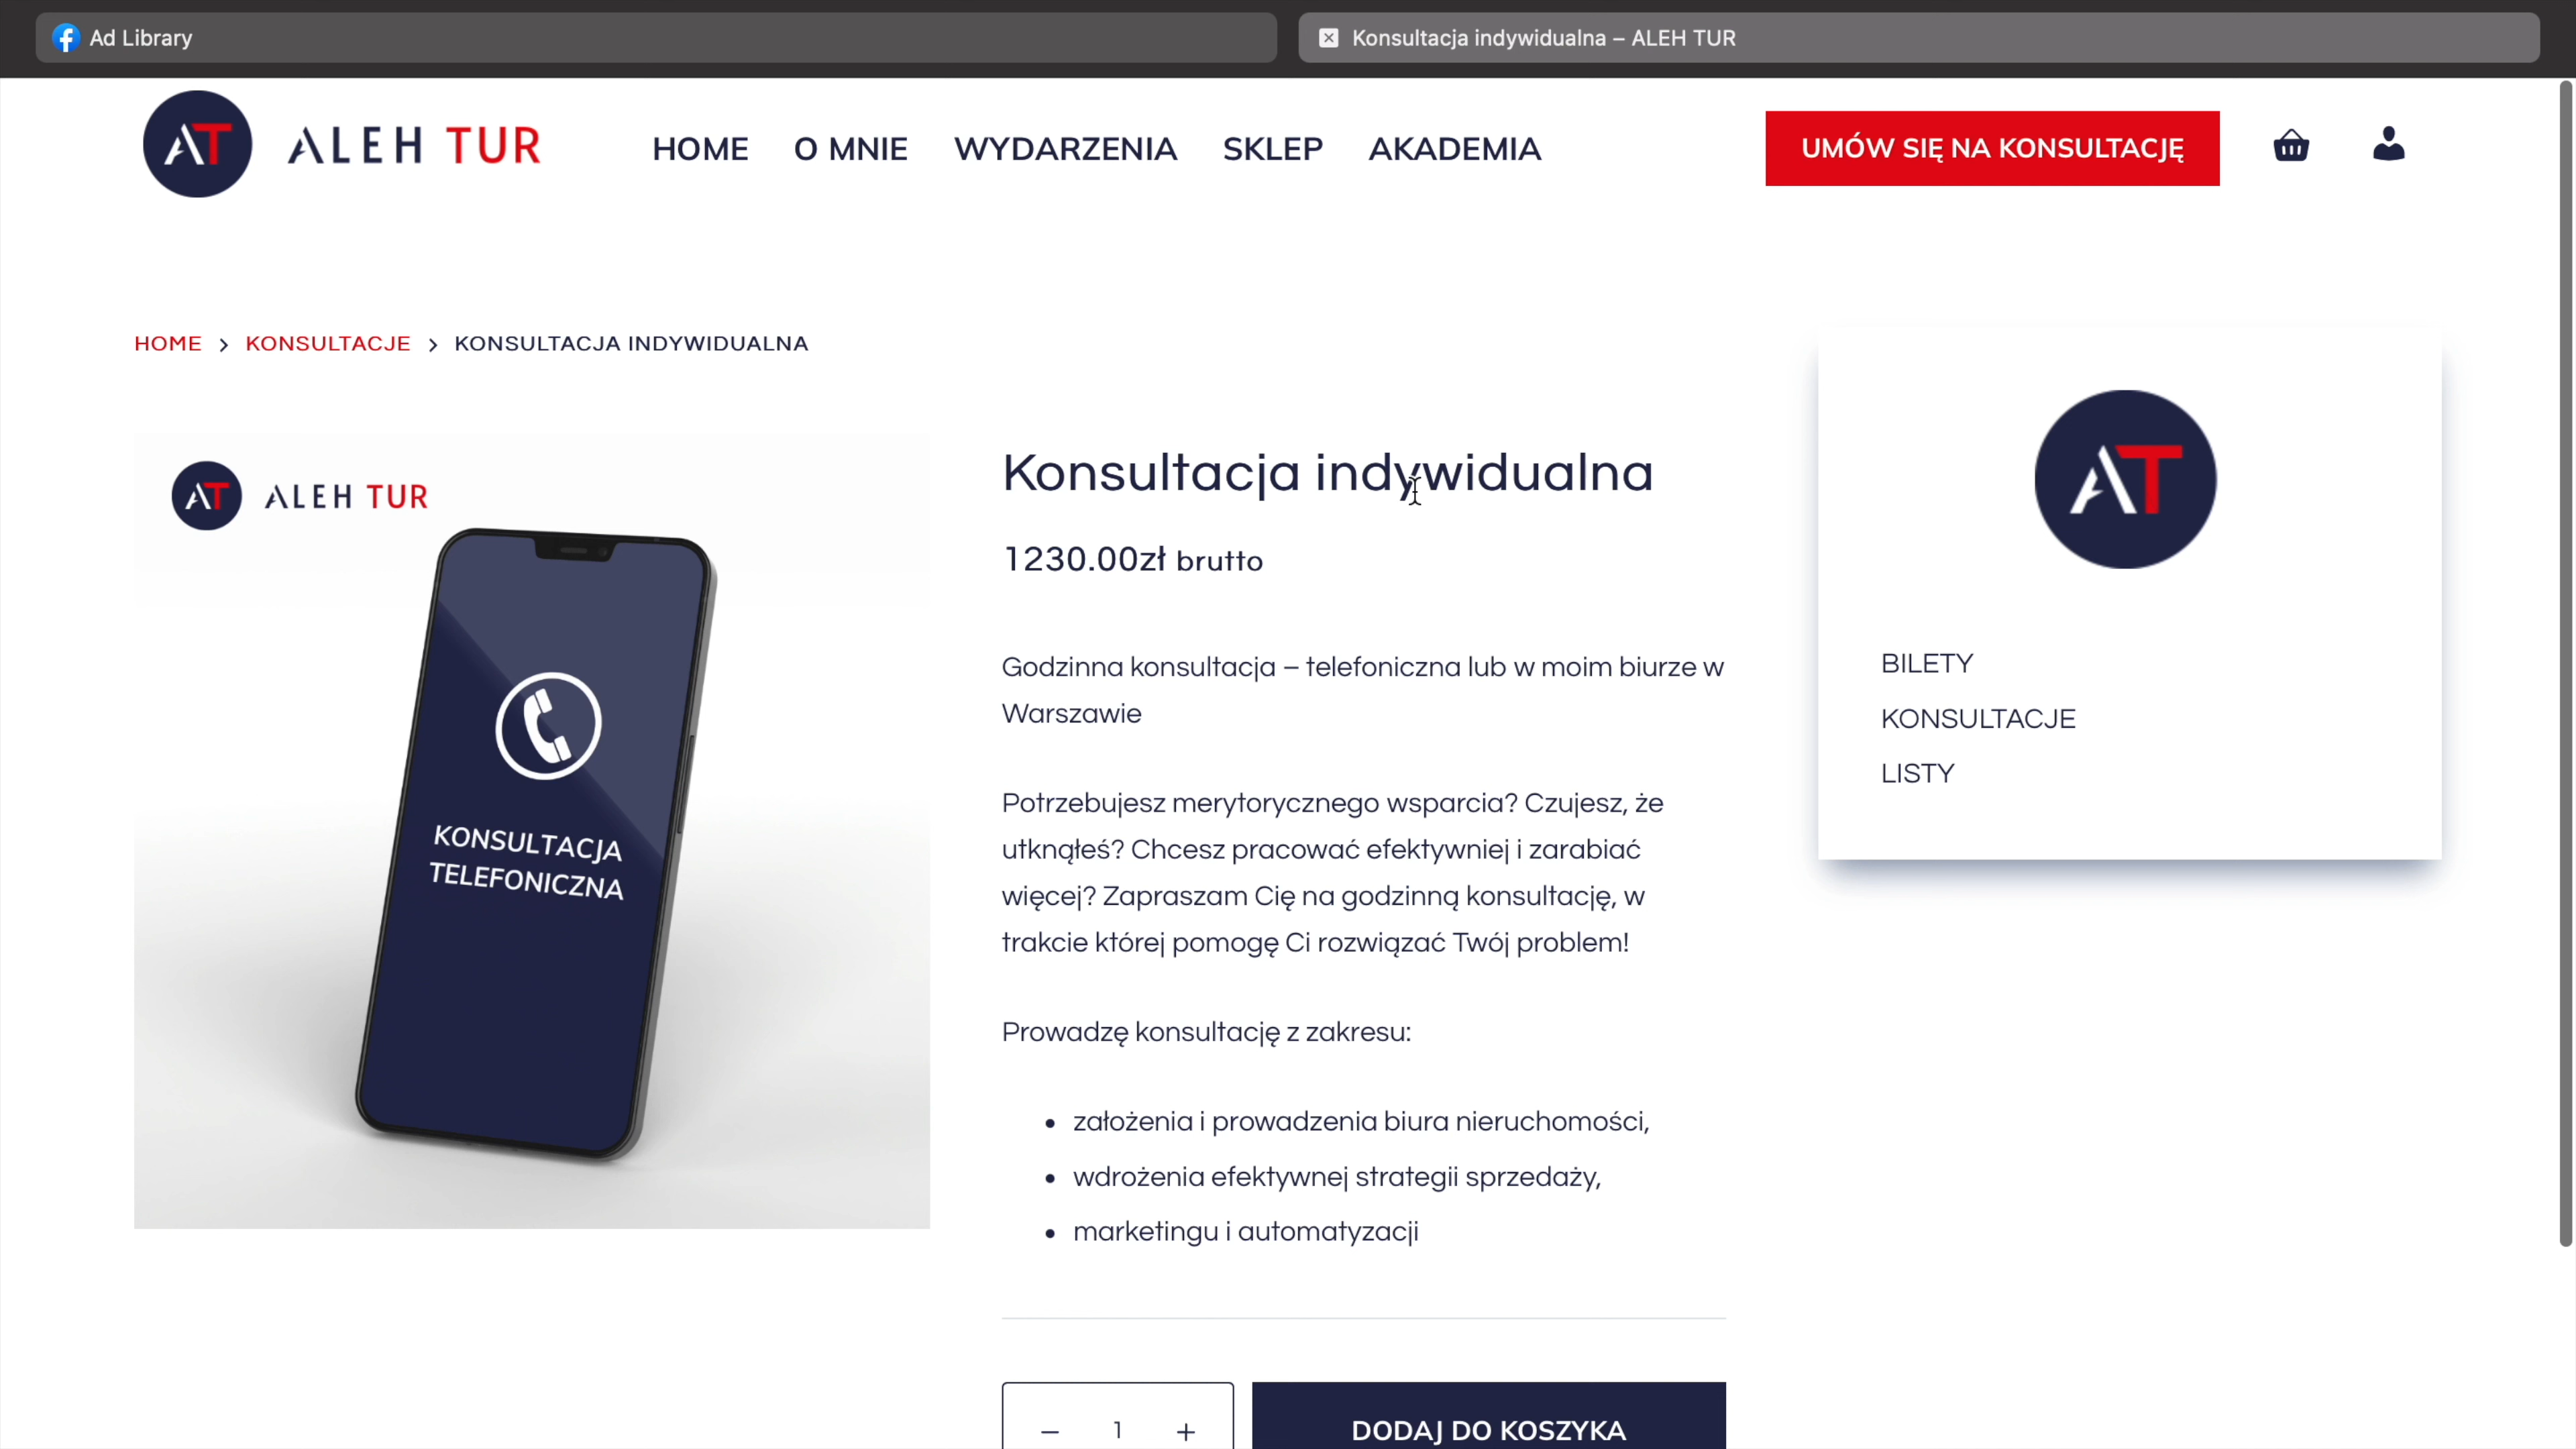 Ad Library
Konsultacja indywidualna – ALEH TUR
AT ALEH TUR
HOME
O MNIE
WYDARZENIA
SKLEP
AKADEMIA
UMÓW SIĘ NA KONSULTACJĘ
HOME > KONSULTACJE > KONSULTACJA INDYWIDUALNA
AT ALEH TUR
KONSULTACJA
TELEFONICZNA
Konsultacja indywidualna
1230.00zł brutto
Godzinna konsultacja – telefoniczna lub w moim biurze w
Warszawie
Potrzebujesz merytorycznego wsparcia? Czujesz, że
utknąłeś? Chcesz pracować efektywniej i zarabiać
więcej? Zapraszam Cię na godzinną konsultację, w
trakcie której pomogę Ci rozwiązać Twój problem!
Prowadzę konsultację z zakresu:
• założenia i prowadzenia biura nieruchomości,
• wdrożenia efektywnej strategii sprzedaży,
• marketingu i automatyzacji
− 1 +
DODAJ DO KOSZYKA
AT
BILETY
KONSULTACJE
LISTY